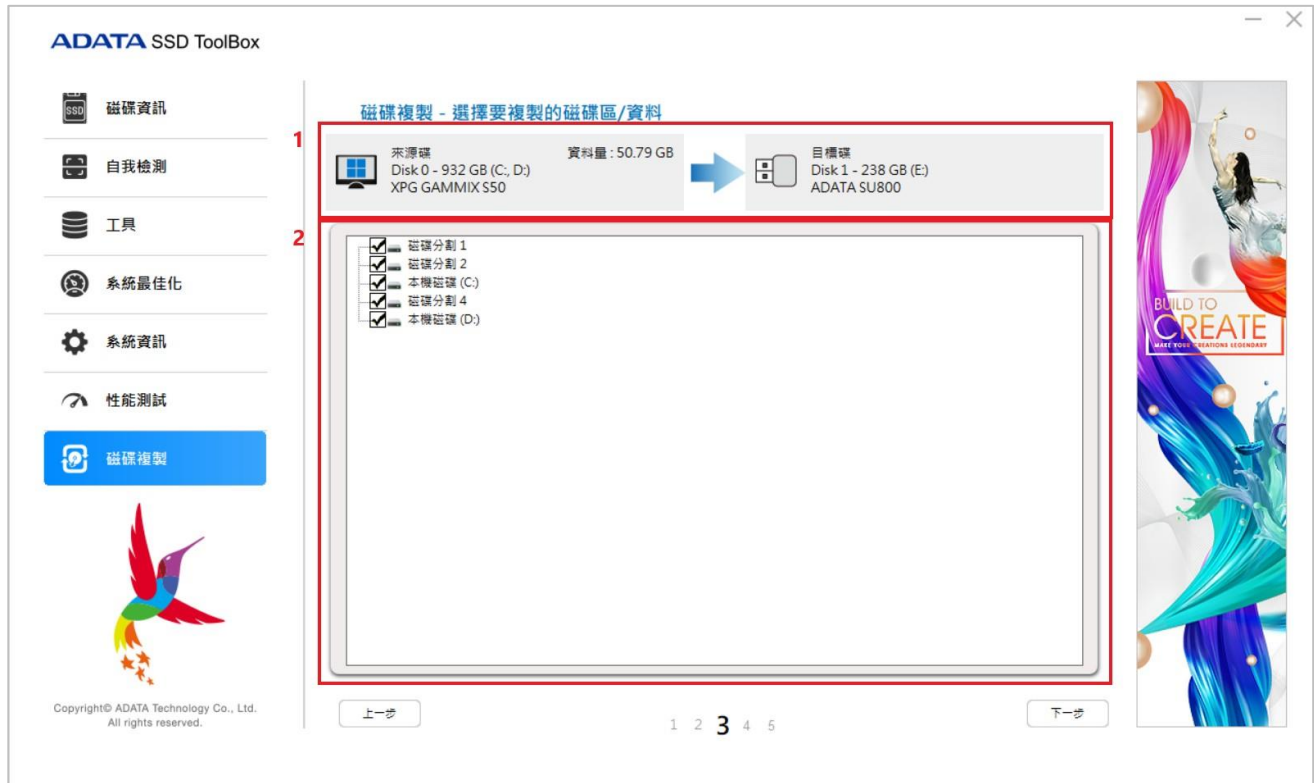 ADATA SSD ToolBox
SSD
磁碟資訊
自我檢測
工具
系統最佳化
系統資訊
性能測試
磁碟複製
Copyright© ADATA Technology Co., Ltd.
All rights reserved.
磁碟複製 - 選擇要複製的磁碟區/資料
1
來源碟 資料量 : 50.79 GB
Disk 0 - 932 GB (C:, D:)
XPG GAMMIX S50
目標碟
Disk 1 - 238 GB (E:)
ADATA SU800
2
磁碟分割 1
磁碟分割 2
本機磁碟 (C:)
磁碟分割 4
本機磁碟 (D:)
上一步
1 2 3 4 5
下一步
BUILD TO
CREATE
MAKE YOUR CREATIONS LEGENDARY